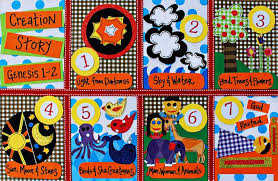 Creation
Story
Genesis 1-2
1
Light from Darkness
2
Sky & Water
3
Land, Trees & Flowers
4
Sun, Moon & Stars
5
Birds & Sea Creatures
6
Man, Woman, & Animals
7
God
Rested